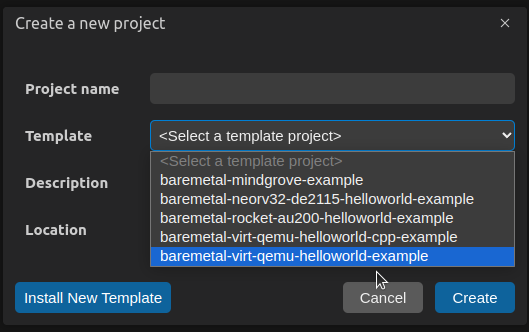 Create a new project
Project name
Template
<Select a template project>
<Select a template project>
baremetal-mindgrove-example
baremetal-neorv32-de2115-helloworld-example
baremetal-rocket-au200-helloworld-example
baremetal-virt-qemu-helloworld-cpp-example
baremetal-virt-qemu-helloworld-example
Description
Location
Install New Template
Cancel
Create